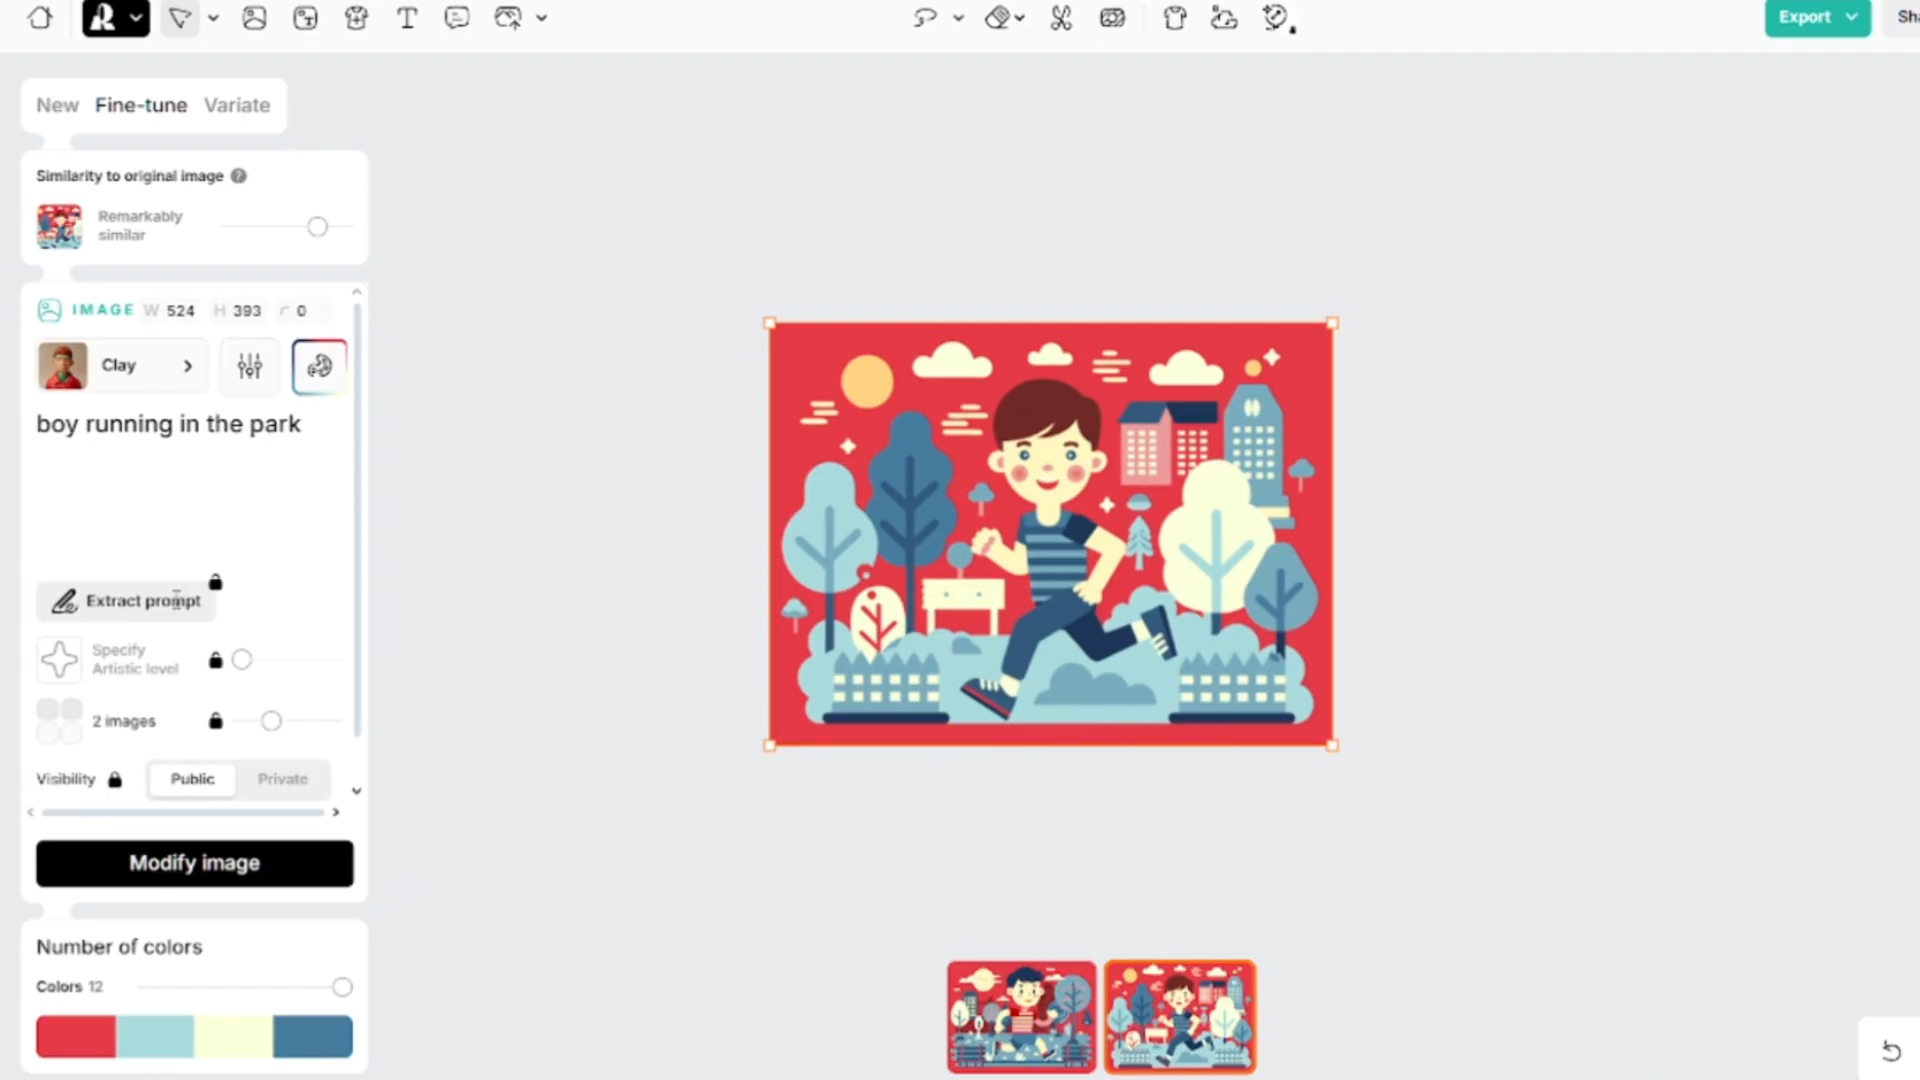 Export
Sh
New Fine-tune Variate
Similarity to original image ?
Remarkably
similar
IMAGE W 524 H 393 0
Clay
boy running in the park
Extract prompt
Specify
Artistic level
2 images
Visibility Public Private
Modify image
Number of colors
Colors 12